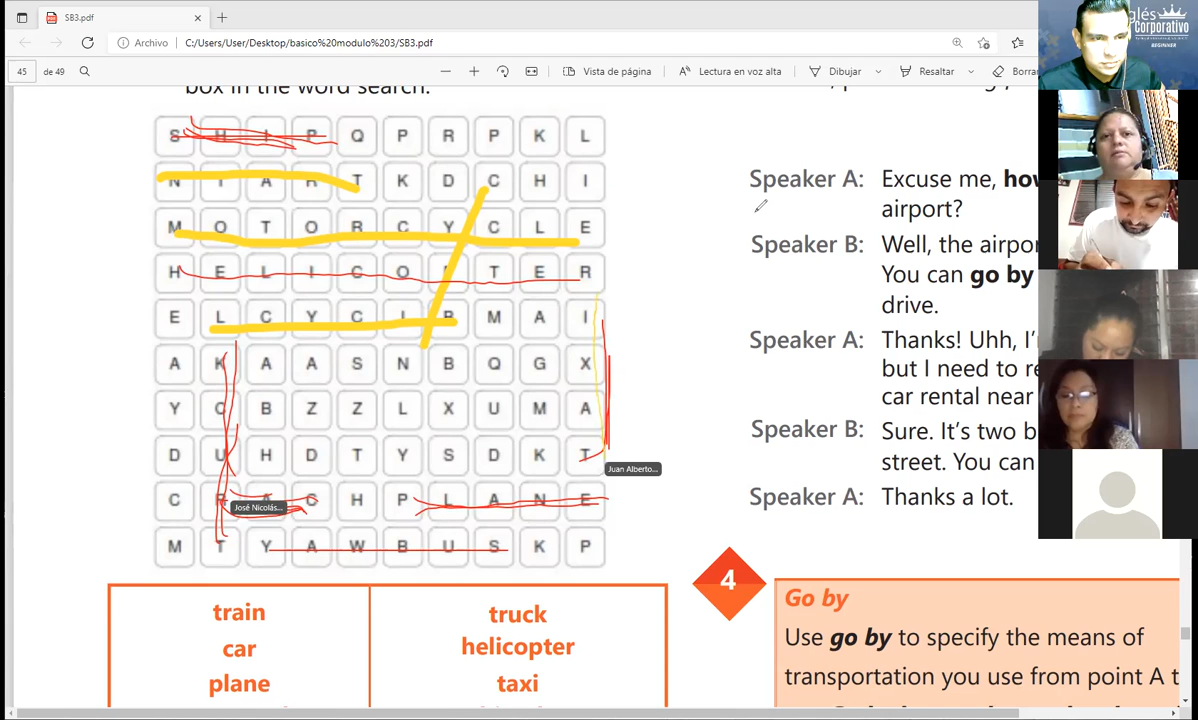 SB3.pdf
Archivo C:/Users/User/Desktop/basico%20modulo%203/SB3.pdf
45 de 49
Vista de página
Lectura en voz alta
Dibujar
Resaltar
Borrar
glés
Corporativo
BEGINNER
box in the word search.
S H I P Q P R P K L
N I A R T K D C H I
M O T O R C Y C L E
H E L I C O P T E R
E L C Y C I B M A I
A K A A S N B Q G X
Y C B Z Z L X U M A
D U H D T Y S D K T
C R A C H P L A N E
M T Y A W B U S K P
Juan Alberto...
José Nicolás...
train
car
plane
truck
helicopter
taxi
Speaker A: Excuse me, how
airport?
Speaker B: Well, the airpor
You can go by
drive.
Speaker A: Thanks! Uhh, I'
but I need to re
car rental near
Speaker B: Sure. It's two b
street. You can
Speaker A: Thanks a lot.
4
Go by
Use go by to specify the means of
transportation you use from point A t